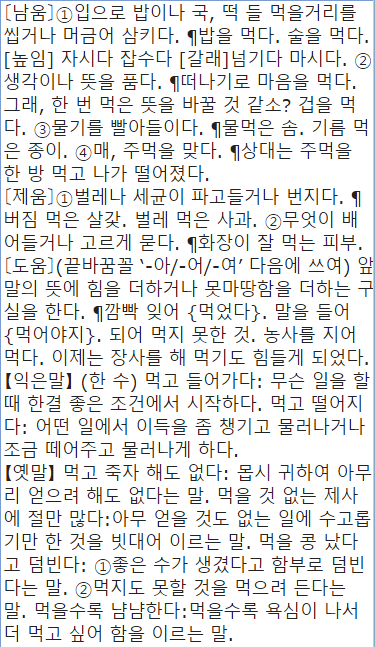 〔남움〕①입으로 밥이나 국, 떡 들 먹을거리를
씹거나 머금어 삼키다. ¶밥을 먹다. 술을 먹다.
[높임] 자시다 잡수다 [갈래]넘기다 마시다. ②
생각이나 뜻을 품다. ¶떠나기로 마음을 먹다.
그래, 한 번 먹은 뜻을 바꿀 것 같소? 겁을 먹
다. ③물기를 빨아들이다. ¶물먹은 솜. 기름 먹
은 종이. ④매, 주먹을 맞다. ¶상대는 주먹을
한 방 먹고 나가 떨어졌다.
〔제움〕①벌레나 세균이 파고들거나 번지다. ¶
버짐 먹은 살갗. 벌레 먹은 사과. ②무엇이 배
어들거나 고르게 묻다. ¶화장이 잘 먹는 피부.
〔도움〕(끝바꿈꼴 ‘-아/-어/-여’ 다음에 쓰여) 앞
말의 뜻에 힘을 더하거나 못마땅함을 더하는 구
실을 한다. ¶깜빡 잊어 {먹었다}. 말을 들어
{먹어야지}. 되어 먹지 못한 것. 농사를 지어
먹다. 이제는 장사를 해 먹기도 힘들게 되었다.
【익은말】 (한 수) 먹고 들어가다: 무슨 일을 할
때 한결 좋은 조건에서 시작하다. 먹고 떨어지
다: 어떤 일에서 이득을 좀 챙기고 물러나거나
조금 떼어주고 물러나게 하다.
【옛말】 먹고 죽자 해도 없다: 몹시 귀하여 아무
리 얻으려 해도 없다는 말. 먹을 것 없는 제사
에 절만 많다:아무 얻을 것도 없는 일에 수고롭
기만 한 것을 빗대어 이르는 말. 먹을 콩 났다
고 덤빈다: ①좋은 수가 생겼다고 함부로 덤빈
다는 말. ②먹지도 못할 것을 먹으려 든다는
말. 먹을수록 냠냠한다:먹을수록 욕심이 나서
더 먹고 싶어 함을 이르는 말.